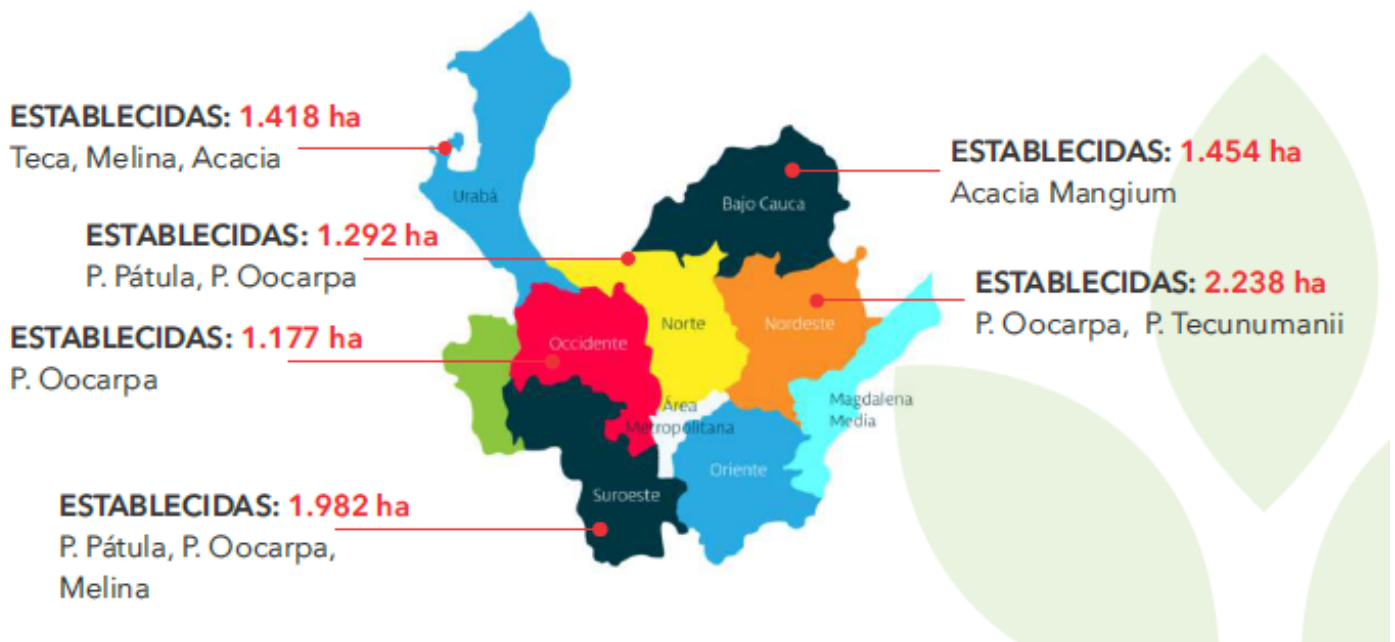 ESTABLECIDAS: 1.418 ha
Teca, Melina, Acacia
ESTABLECIDAS: 1.292 ha
P. Pátula, P. Oocarpa
ESTABLECIDAS: 1.177 ha
P. Oocarpa
ESTABLECIDAS: 1.982 ha
P. Pátula, P. Oocarpa,
Melina
Urabá
Bajo Cauca
Norte
Nordeste
Occidente
Área
Metropolitana
Magdalena
Media
Oriente
Suroeste
ESTABLECIDAS: 1.454 ha
Acacia Mangium
ESTABLECIDAS: 2.238 ha
P. Oocarpa, P. Tecunumanii